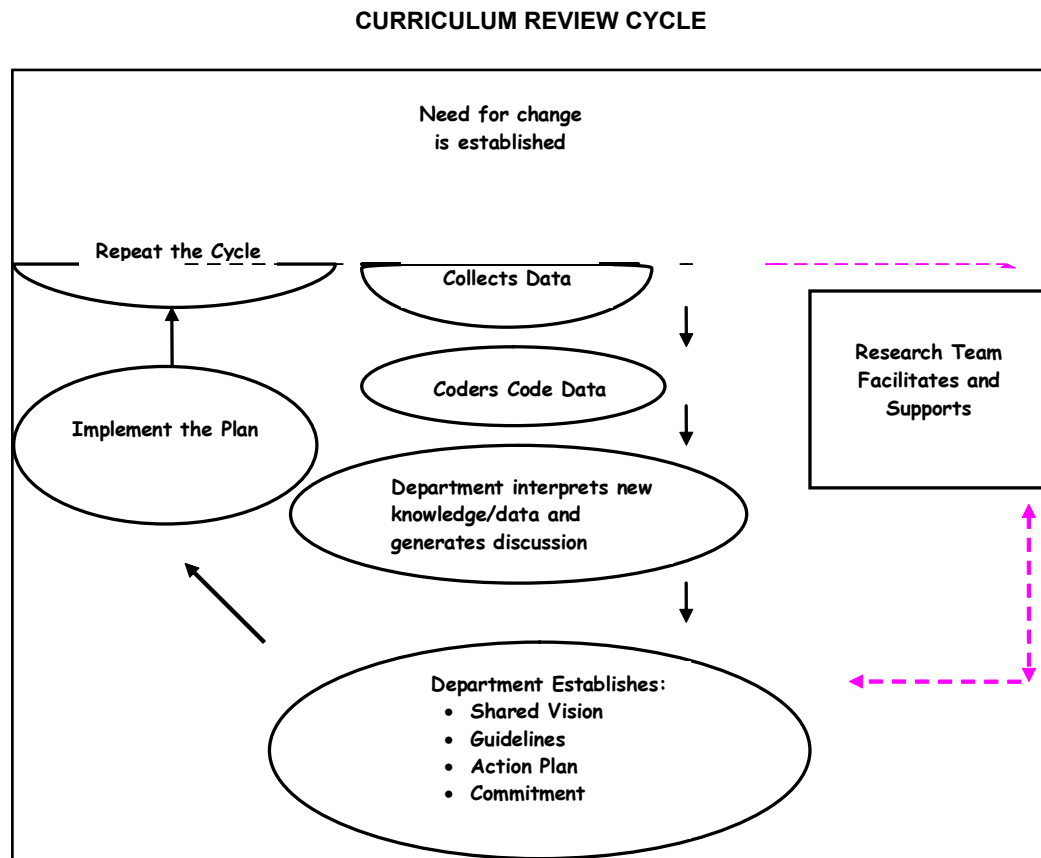 CURRICULUM REVIEW CYCLE
Need for change
is established
Repeat the Cycle
Collects Data
Research Team
Facilitates and
Supports
Coders Code Data
Implement the Plan
Department interprets new
knowledge/data and
generates discussion
Department Establishes:
• Shared Vision
• Guidelines
• Action Plan
• Commitment